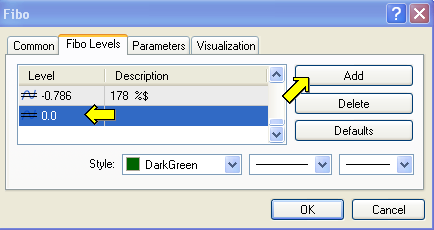 Fibo
Common Fibo Levels Parameters Visualization
Level Description
-0.786 178 %$
0.0
Add
Delete
Defaults
Style: DarkGreen
OK Cancel